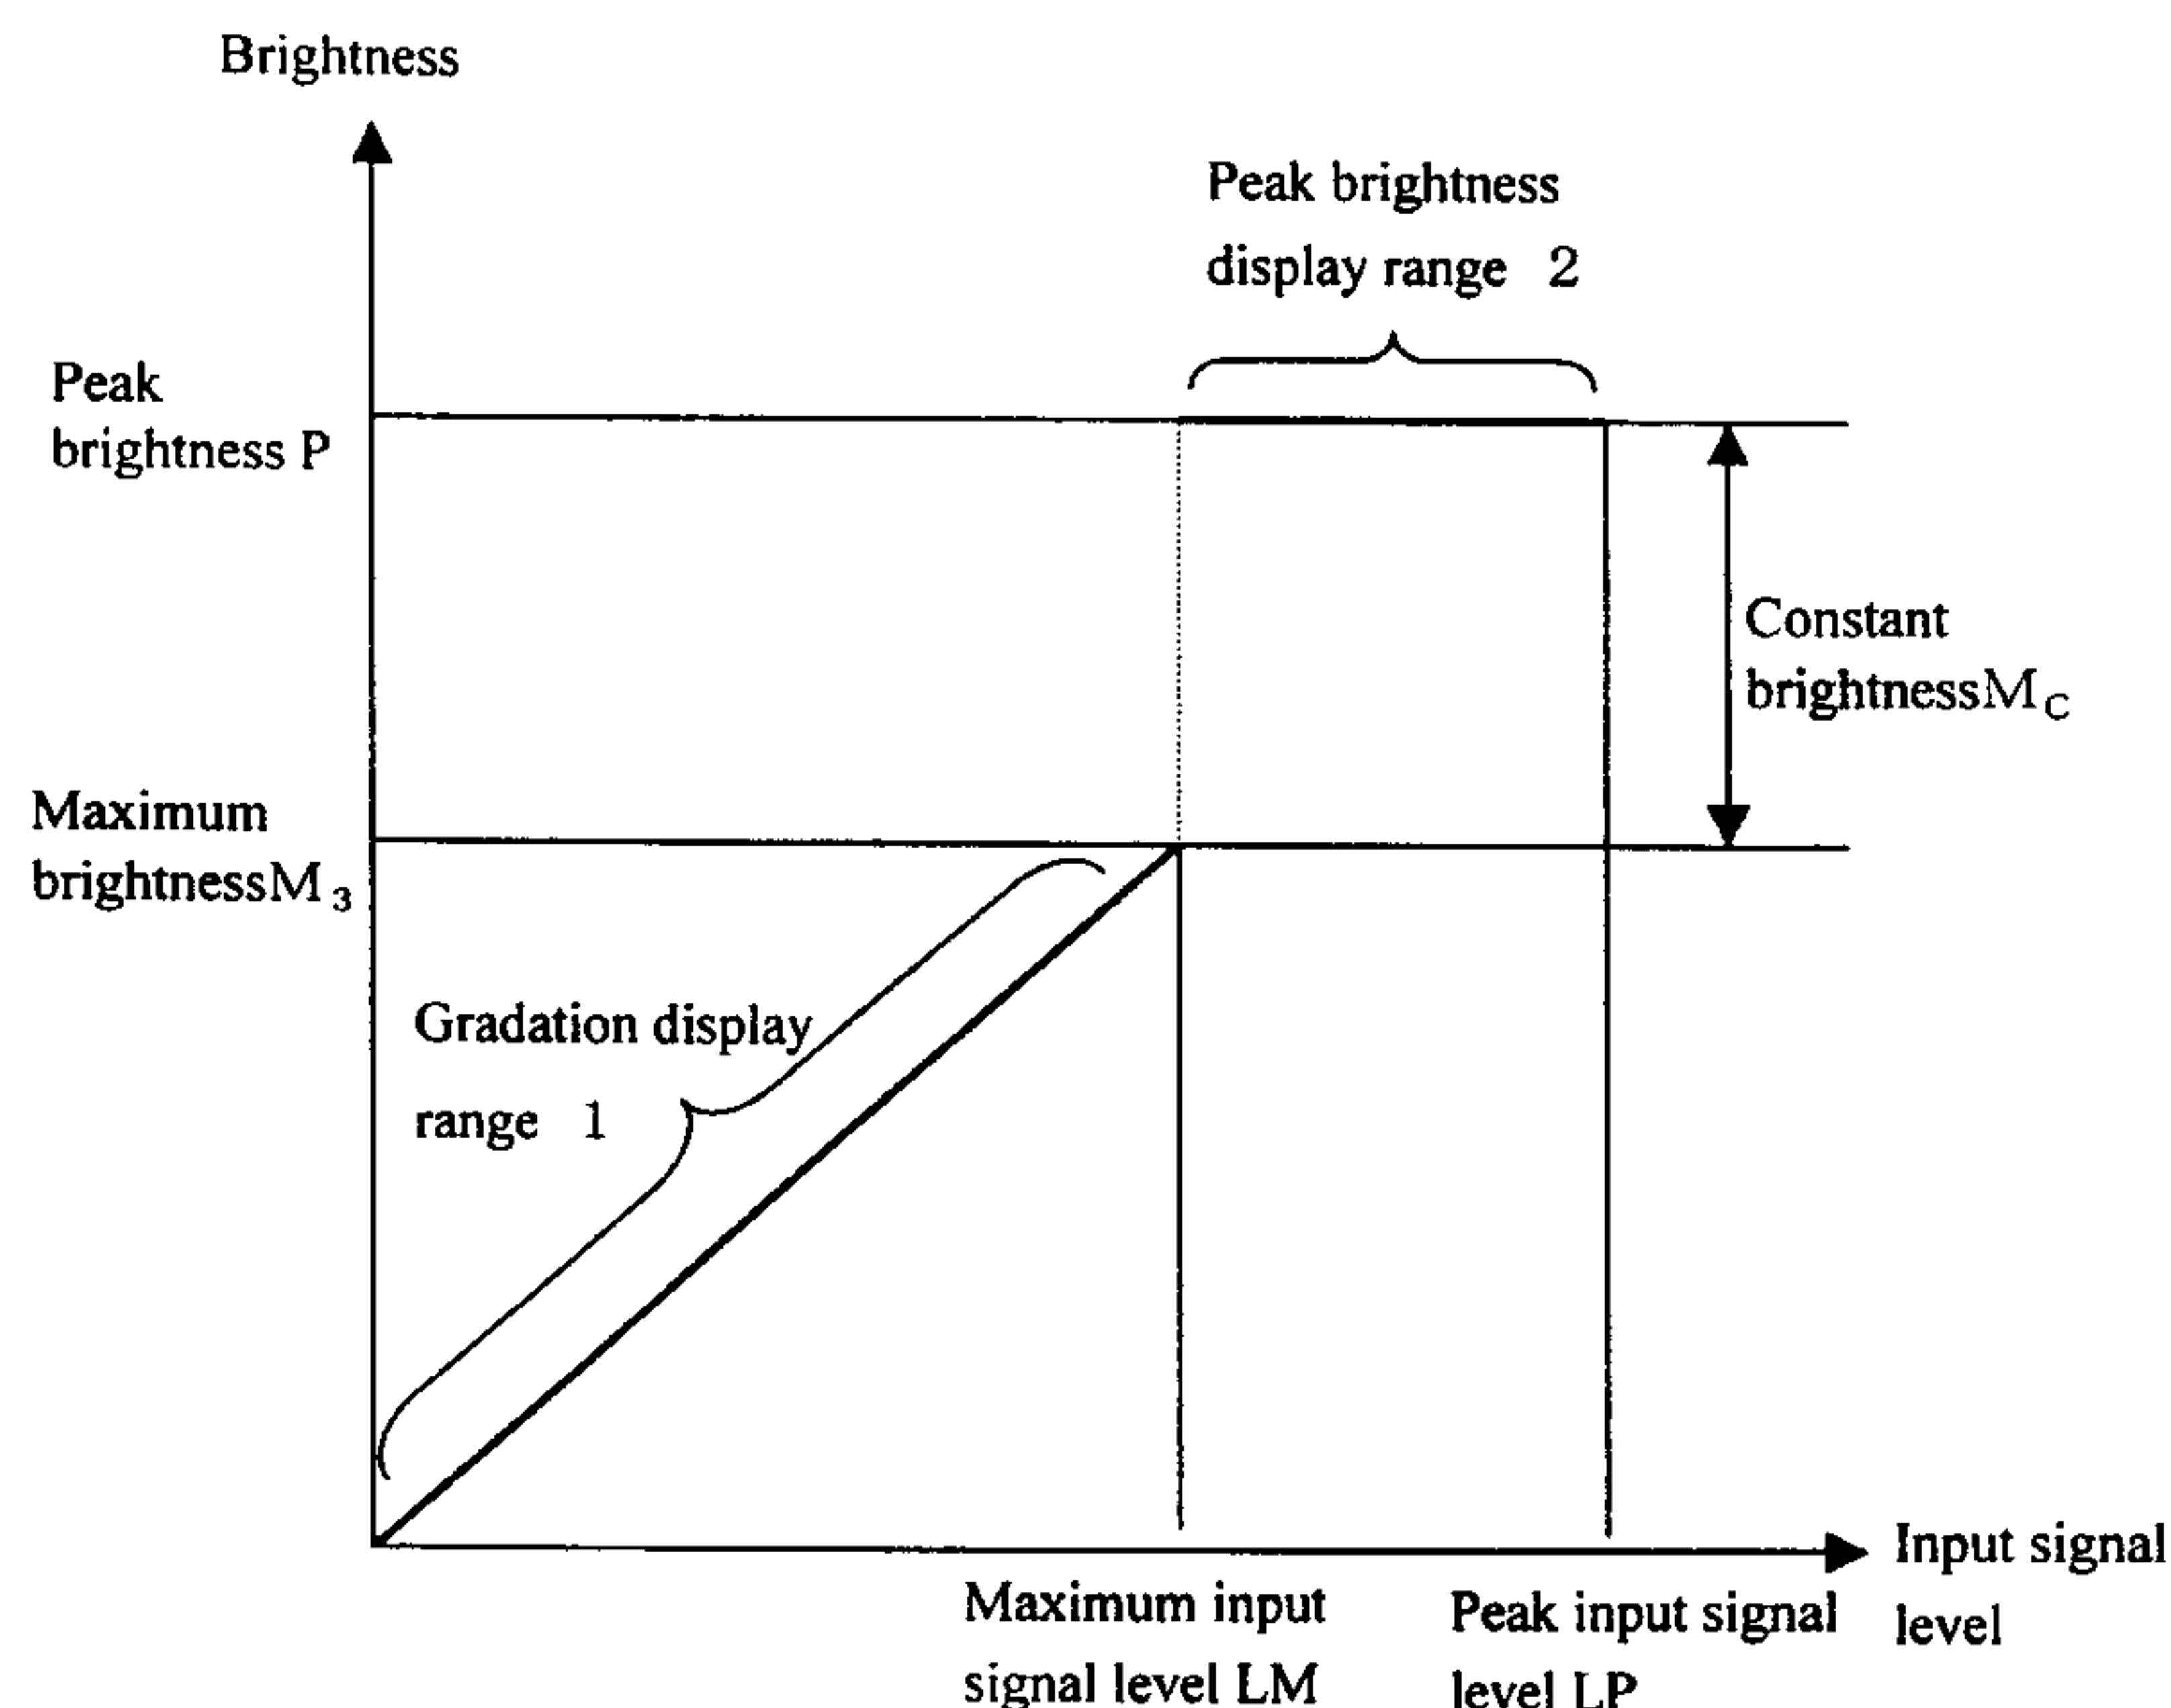 Brightness
Peak brightness
display range 2
Peak
brightness P
Constant
brightnessM C
Maximum
brightnessM 3
Gradation display
range 1
Input signal
level
Maximum input
signal level LM
Peak input signal
level LP